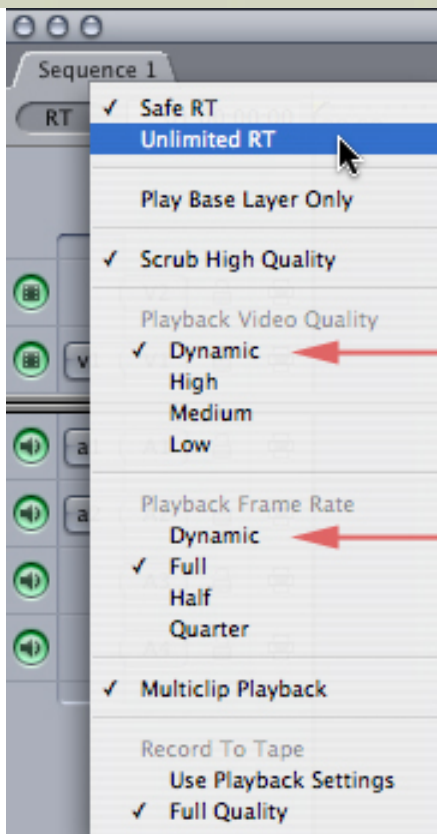 Sequence 1
RT
✓ Safe RT
Unlimited RT
Play Base Layer Only
✓ Scrub High Quality
Playback Video Quality
✓ Dynamic
High
Medium
Low
Playback Frame Rate
Dynamic
✓ Full
Half
Quarter
✓ Multiclip Playback
Record To Tape
Use Playback Settings
✓ Full Quality